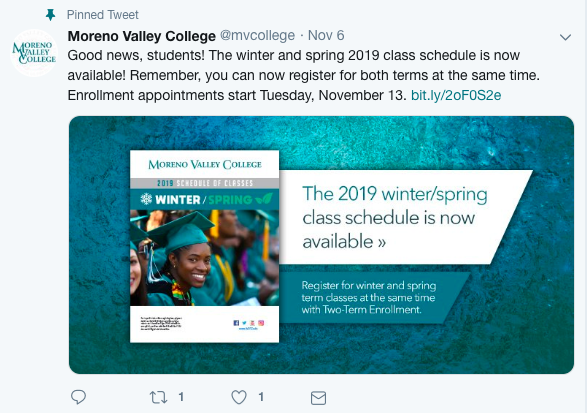 Pinned Tweet
Moreno Valley College @mvcollege · Nov 6
MORENO
VALLEY
COLLEGE
Good news, students! The winter and spring 2019 class schedule is now
available! Remember, you can now register for both terms at the same time.
Enrollment appointments start Tuesday, November 13. bit.ly/2oF0S2e
MORENO VALLEY COLLEGE
2019 SCHEDULE OF CLASSES
WINTER/SPRING
The 2019 winter/spring
class schedule is now
available »
Register for winter and spring
term classes at the same time
with Two-Term Enrollment.
1
1